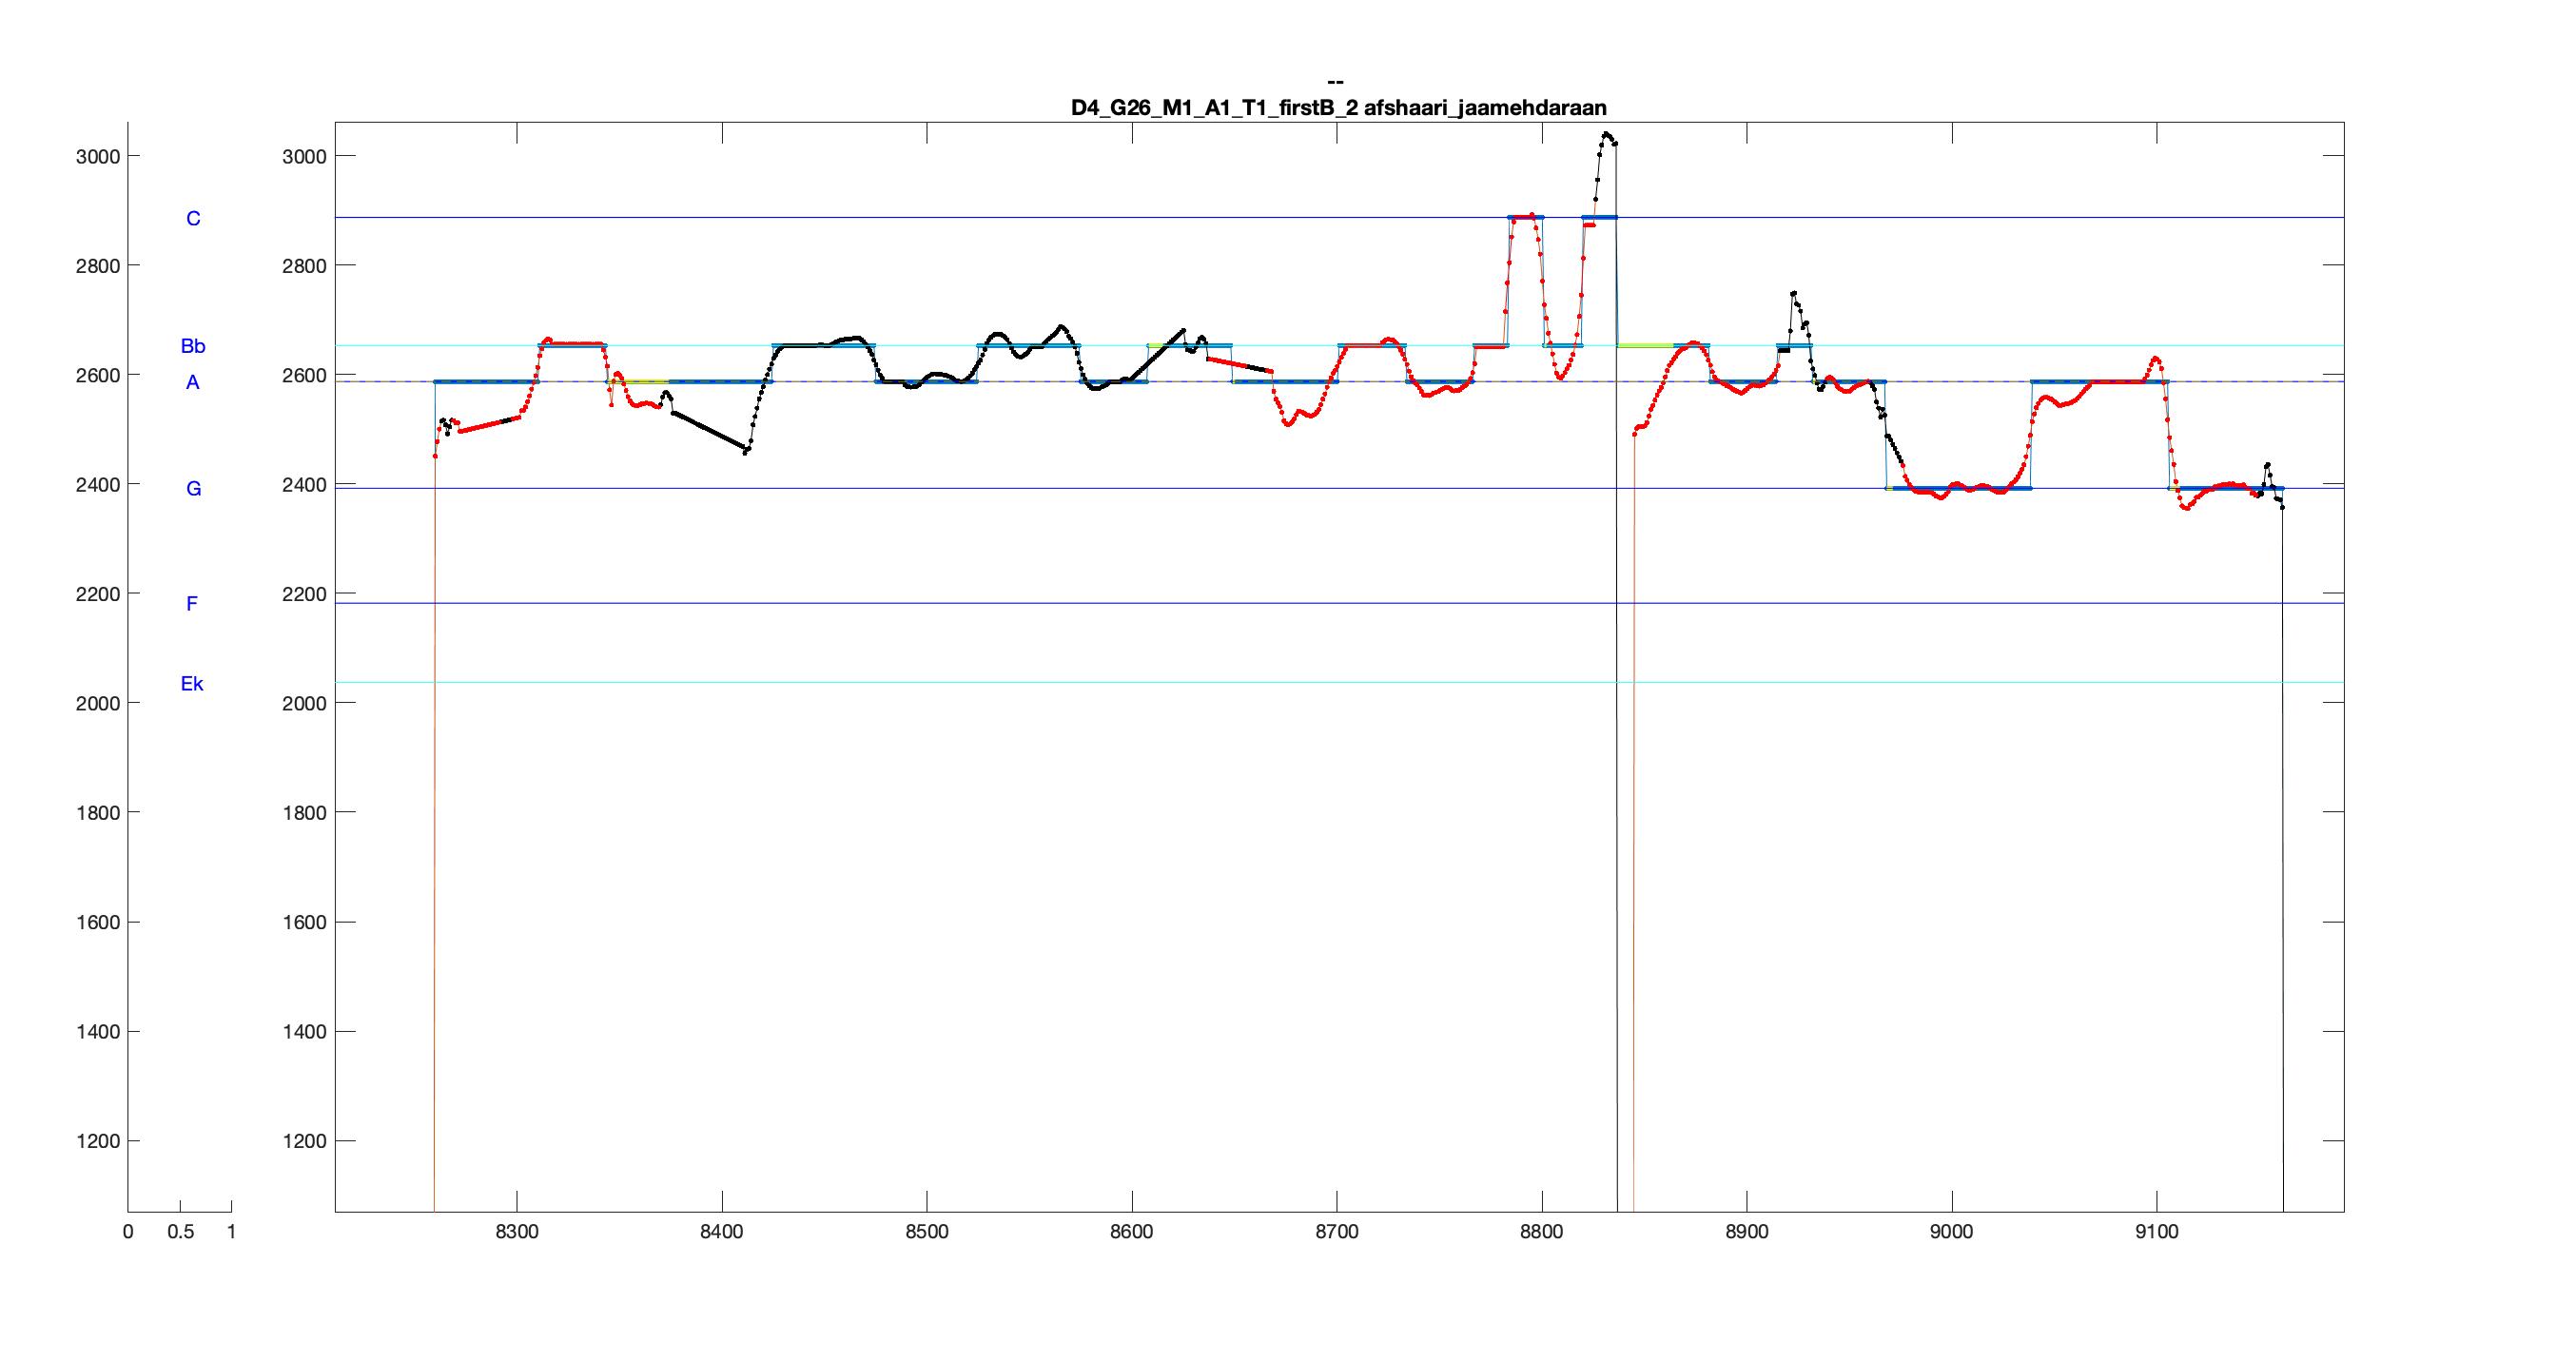 --
D4_G26_M1_A1_T1_firstB_2 afshaari_jaamehdaraan
3000 3000
C
2800 2800
Bb
2600 A 2600
2400 G 2400
2200 F 2200
Ek
2000 2000
1800 1800
1600 1600
1400 1400
1200 1200
0 0.5 1 8300 8400 8500 8600 8700 8800 8900 9000 9100